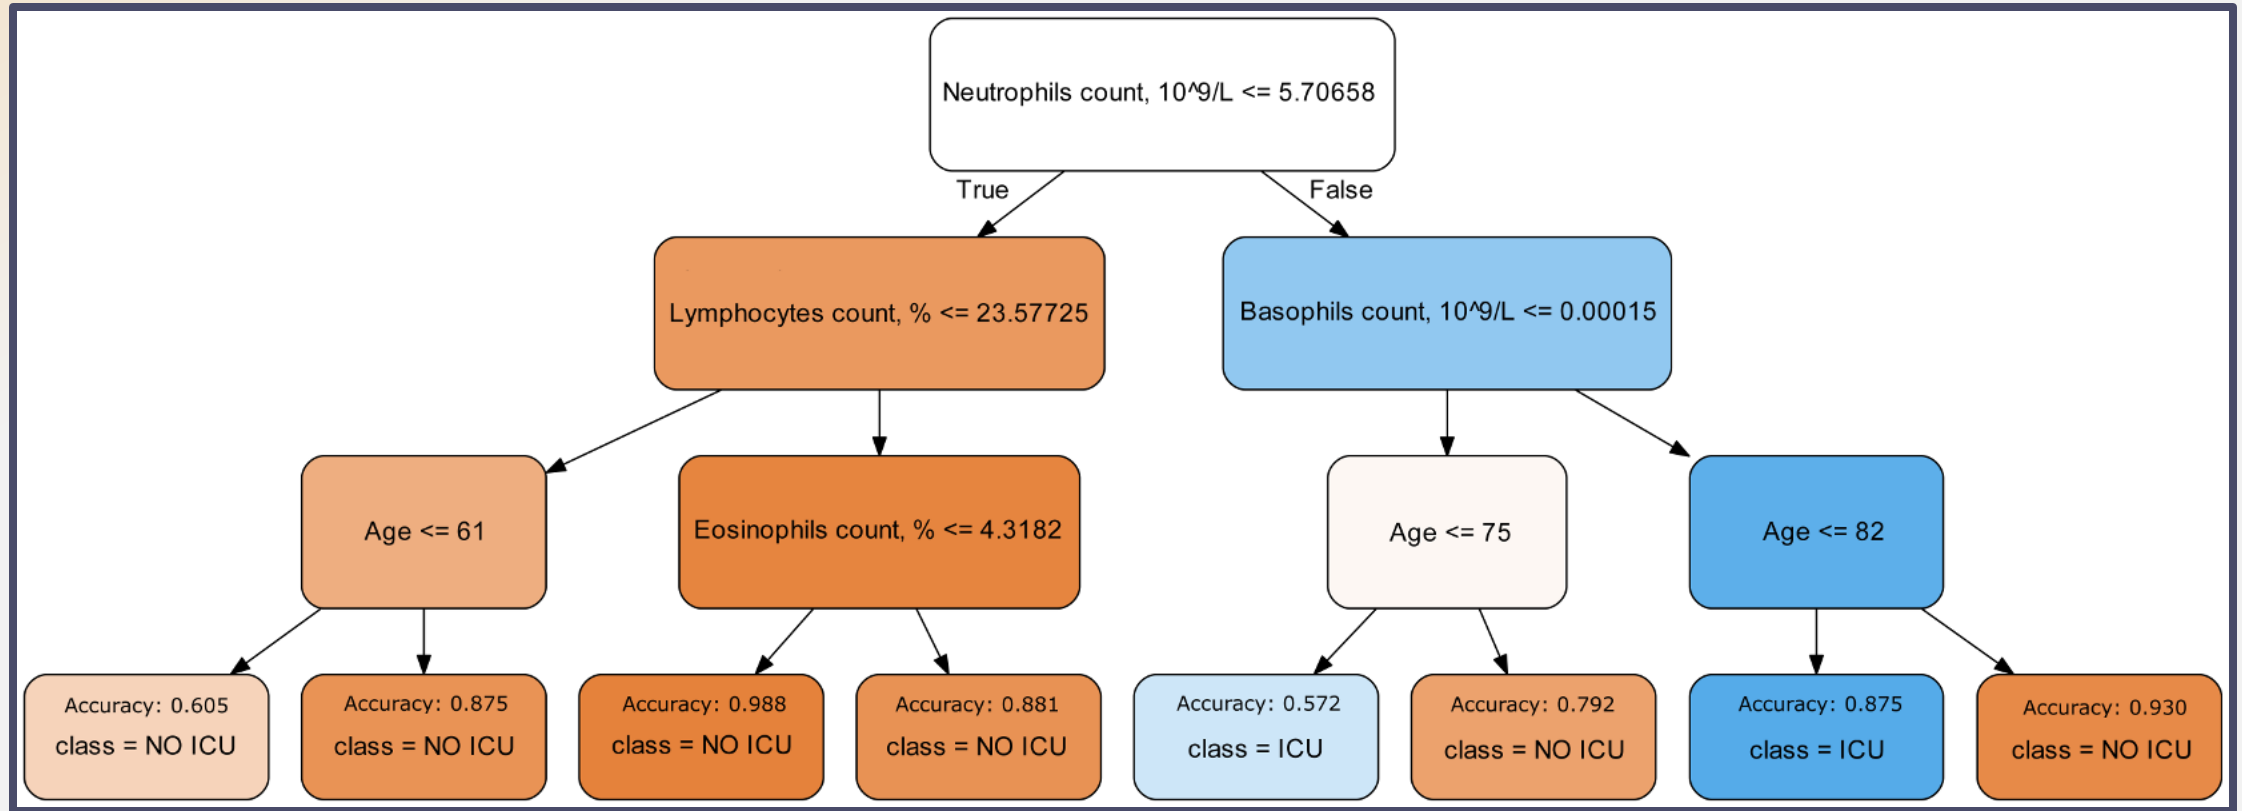 Neutrophils count, 10^9/L <= 5.70658
True
False
Lymphocytes count, % <= 23.57725
Basophils count, 10^9/L <= 0.00015
Age <= 61
Eosinophils count, % <= 4.3182
Age <= 75
Age <= 82
Accuracy: 0.605
class = NO ICU
Accuracy: 0.875
class = NO ICU
Accuracy: 0.988
class = NO ICU
Accuracy: 0.881
class = NO ICU
Accuracy: 0.572
class = ICU
Accuracy: 0.792
class = NO ICU
Accuracy: 0.875
class = ICU
Accuracy: 0.930
class = NO ICU